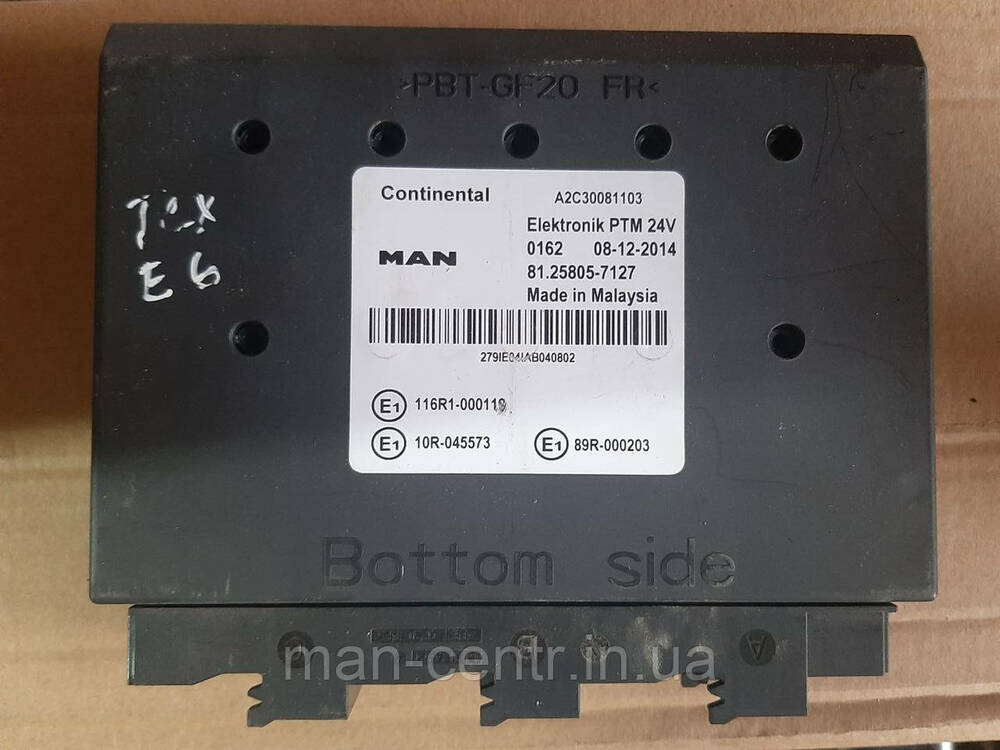 >PBT-GF20 FR<
Continental A2C30081103
Elektronik PTM 24V
MAN 0162 08-12-2014
81.25805-7127
Made in Malaysia
279IE04IAB040802
E1 116R1-000119
E1 10R-045573 E1 89R-000203
E6
Bottom side
A
man-centr.in.ua